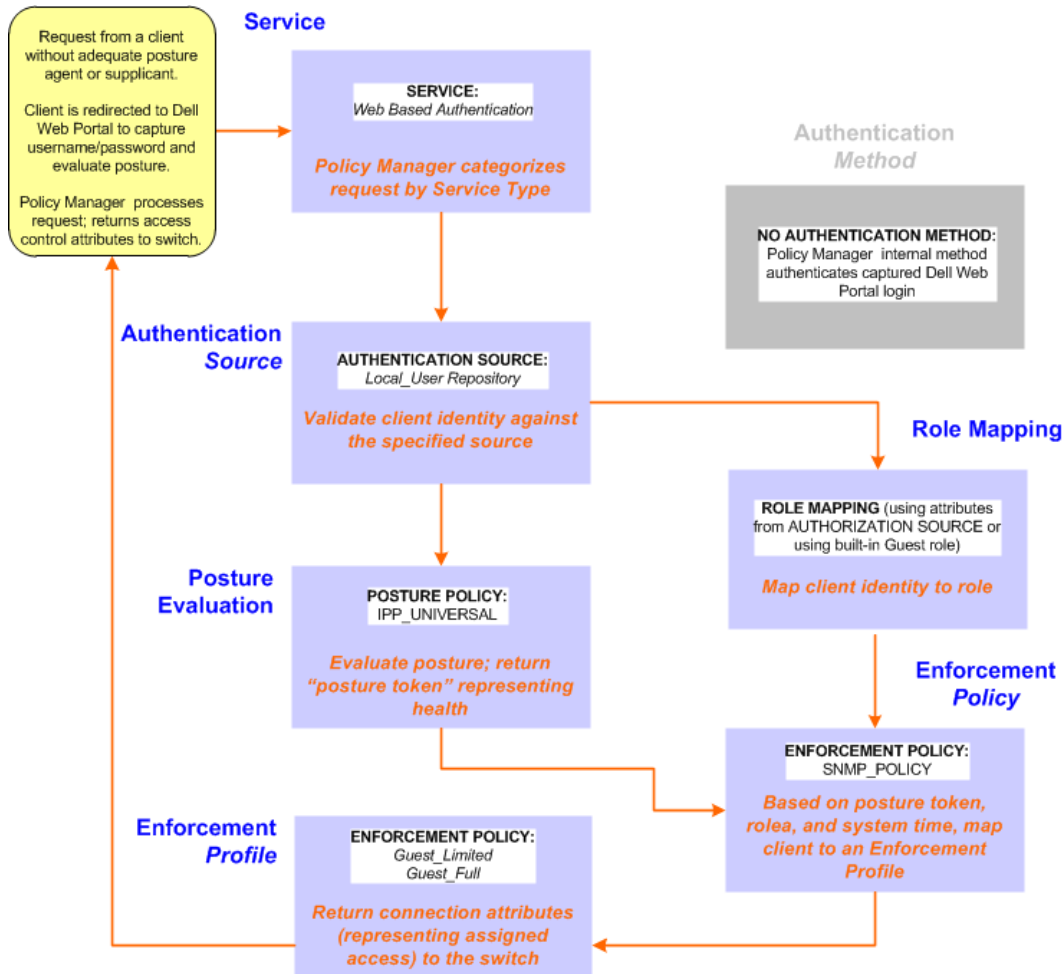 Service
Request from a client
without adequate posture
agent or supplicant.
Client is redirected to Dell
Web Portal to capture
username/password and
evaluate posture.
Policy Manager processes
request; returns access
control attributes to switch.
SERVICE:
Web Based Authentication
Policy Manager categorizes
request by Service Type
Authentication
Method
NO AUTHENTICATION METHOD:
Policy Manager internal method
authenticates captured Dell Web
Portal login
Authentication
Source
AUTHENTICATION SOURCE:
Local_User Repository
Validate client identity against
the specified source
Role Mapping
ROLE MAPPING (using attributes
from AUTHORIZATION SOURCE or
using built-in Guest role)
Map client identity to role
Posture
Evaluation
POSTURE POLICY:
IPP_UNIVERSAL
Evaluate posture; return
“posture token” representing
health
Enforcement
Policy
ENFORCEMENT POLICY:
SNMP_POLICY
Based on posture token,
rolea, and system time, map
client to an Enforcement
Profile
Enforcement
Profile
ENFORCEMENT POLICY:
Guest_Limited
Guest_Full
Return connection attributes
(representing assigned
access) to the switch